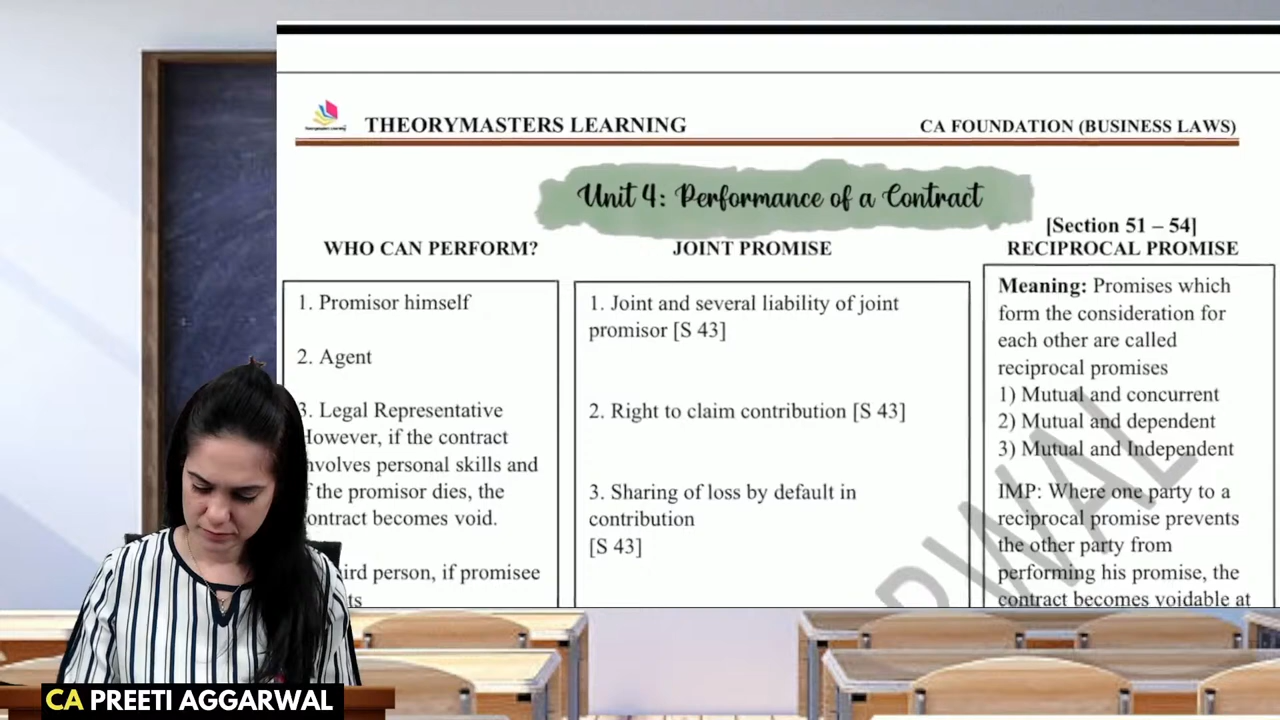 THEORYMASTERS LEARNING
CA FOUNDATION (BUSINESS LAWS)
Unit 4: Performance of a Contract
WHO CAN PERFORM?
1. Promisor himself
2. Agent
3. Legal Representative
However, if the contract
involves personal skills and
if the promisor dies, the
contract becomes void.
ird person, if promisee
ts
JOINT PROMISE
1. Joint and several liability of joint
promisor [S 43]
2. Right to claim contribution [S 43]
3. Sharing of loss by default in
contribution
[S 43]
[Section 51 – 54]
RECIPROCAL PROMISE
Meaning: Promises which
form the consideration for
each other are called
reciprocal promises
1) Mutual and concurrent
2) Mutual and dependent
3) Mutual and Independent
IMP: Where one party to a
reciprocal promise prevents
the other party from
performing his promise, the
contract becomes voidable at
RWAL
CA PREETI AGGARWAL